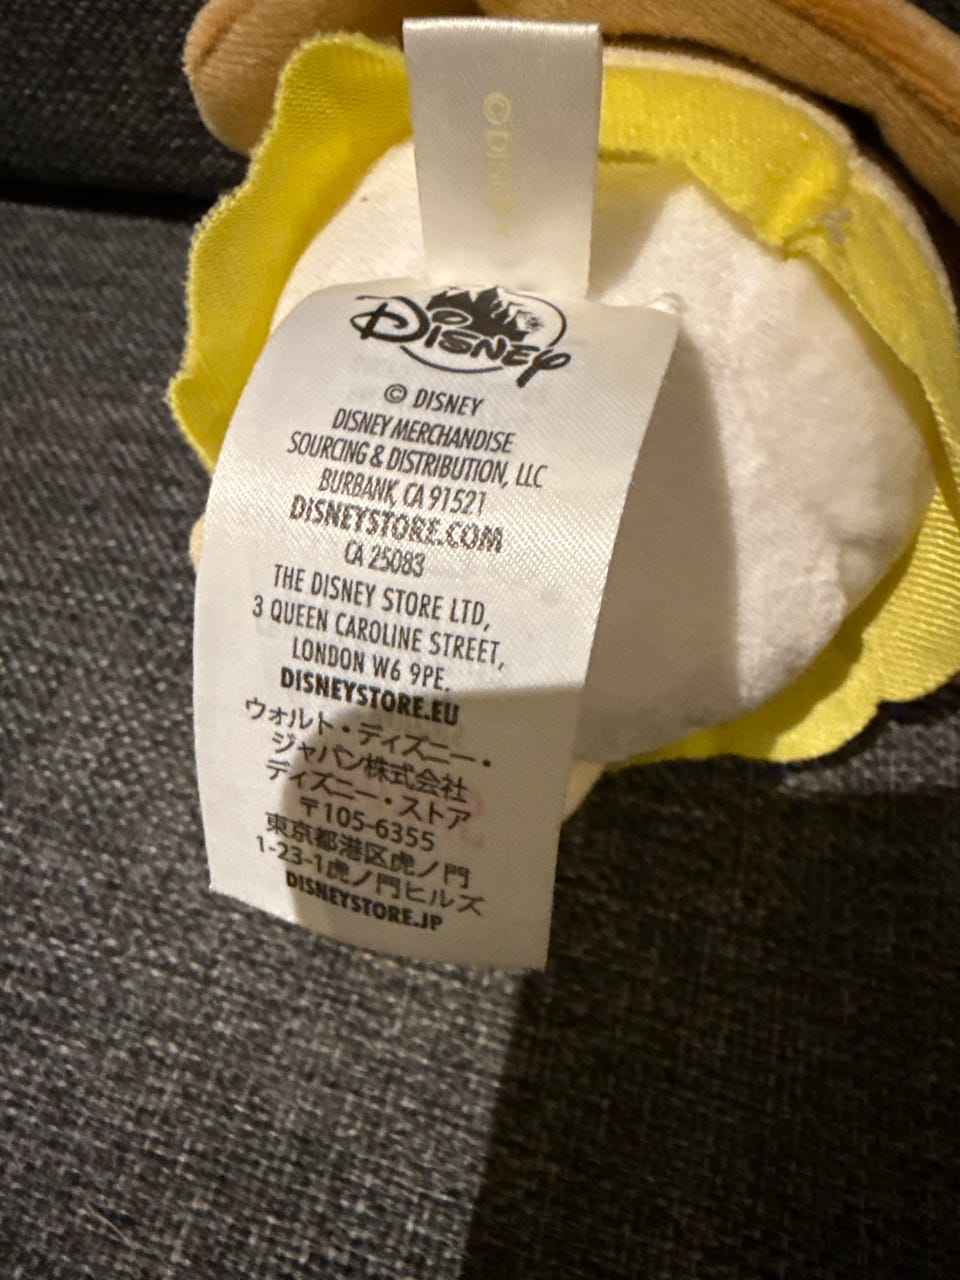 © DISNEY
Disney
© DISNEY
DISNEY MERCHANDISE
SOURCING & DISTRIBUTION, LLC
BURBANK, CA 91521
DISNEYSTORE.COM
CA 25083
THE DISNEY STORE LTD,
3 QUEEN CAROLINE STREET,
LONDON W6 9PE.
DISNEYSTORE.EU
ウォルト・ディズニー・
ジャパン株式会社
ディズニー・ストア
〒105-6355
東京都港区虎ノ門
1-23-1虎ノ門ヒルズ
DISNEYSTORE.JP